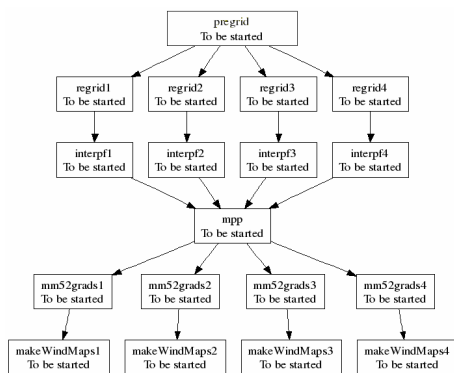 pregrid
To be started
regrid1
To be started
regrid2
To be started
regrid3
To be started
regrid4
To be started
interpf1
To be started
interpf2
To be started
interpf3
To be started
interpf4
To be started
mpp
To be started
mm52grads1
To be started
mm52grads2
To be started
mm52grads3
To be started
mm52grads4
To be started
makeWindMaps1
To be started
makeWindMaps2
To be started
makeWindMaps3
To be started
makeWindMaps4
To be started